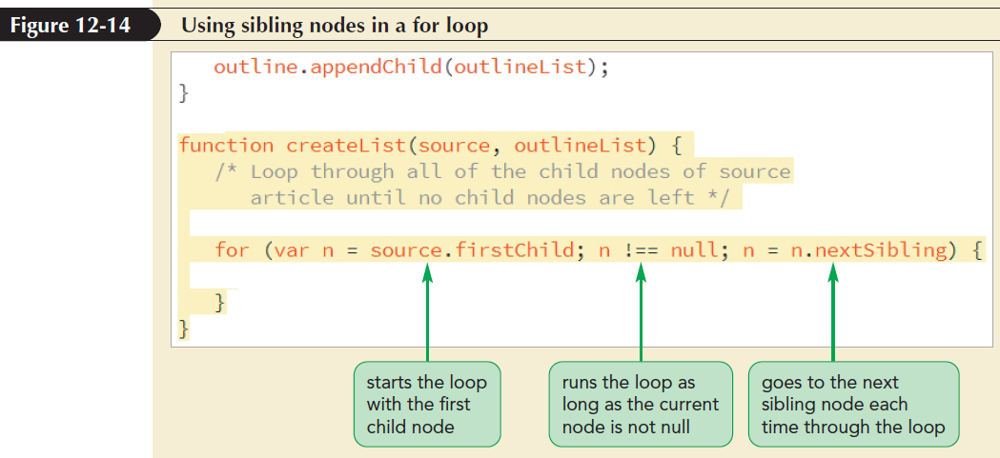 Figure 12-14 Using sibling nodes in a for loop
outline.appendChild(outlineList);
}
function createList(source, outlineList) {
/* Loop through all of the child nodes of source
article until no child nodes are left */
for (var n = source.firstChild; n !== null; n = n.nextSibling) {
}
}
starts the loop
with the first
child node
runs the loop as
long as the current
node is not null
goes to the next
sibling node each
time through the loop